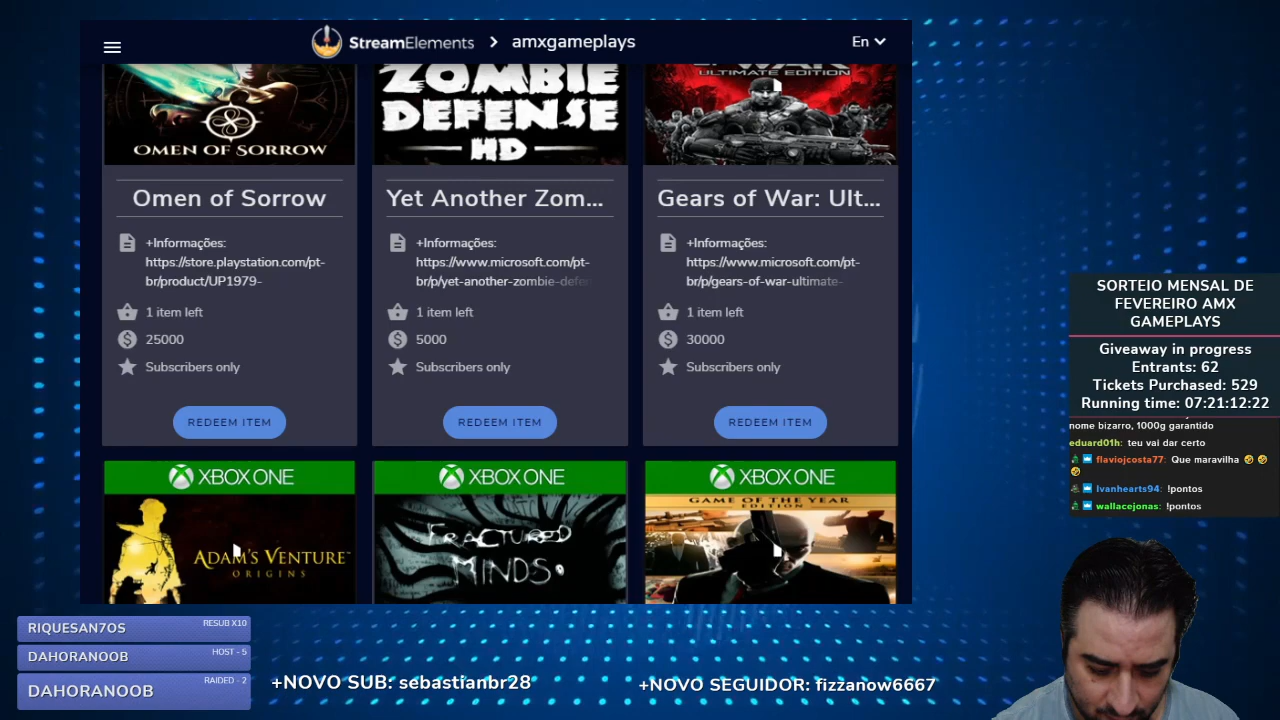 StreamElements > amxgameplays
En
OMEN OF SORROW
ZOMBIE
DEFENSE
HD
ULTIMATE EDITION
Omen of Sorrow
+Informações:
https://store.playstation.com/pt-
br/product/UP1979-
1 item left
25000
Subscribers only
REDEEM ITEM
Yet Another Zom...
+Informações:
https://www.microsoft.com/pt-
br/p/yet-another-zombie-defen
1 item left
5000
Subscribers only
REDEEM ITEM
Gears of War: Ult...
+Informações:
https://www.microsoft.com/pt-
br/p/gears-of-war-ultimate-
1 item left
30000
Subscribers only
REDEEM ITEM
XBOX ONE
ADAM'S VENTURE
ORIGINS
XBOX ONE
FRACTURED
MINDS
XBOX ONE
GAME OF THE YEAR
EDITION
SORTEIO MENSAL DE
FEVEREIRO AMX
GAMEPLAYS
Giveaway in progress
Entrants: 62
Tickets Purchased: 529
Running time: 07:21:12:22
nome bizarro, 1000g garantido
eduard01h: teu vai dar certo
flaviojcosta77: Que maravilha 🤣 🤣
🤣
Ivanhearts94: !pontos
wallacejonas: !pontos
RIQUESAN7OS RESUB X10
DAHORANOOB HOST - 5
DAHORANOOB RAIDED - 2
+NOVO SUB: sebastianbr28
+NOVO SEGUIDOR: fizzanow6667